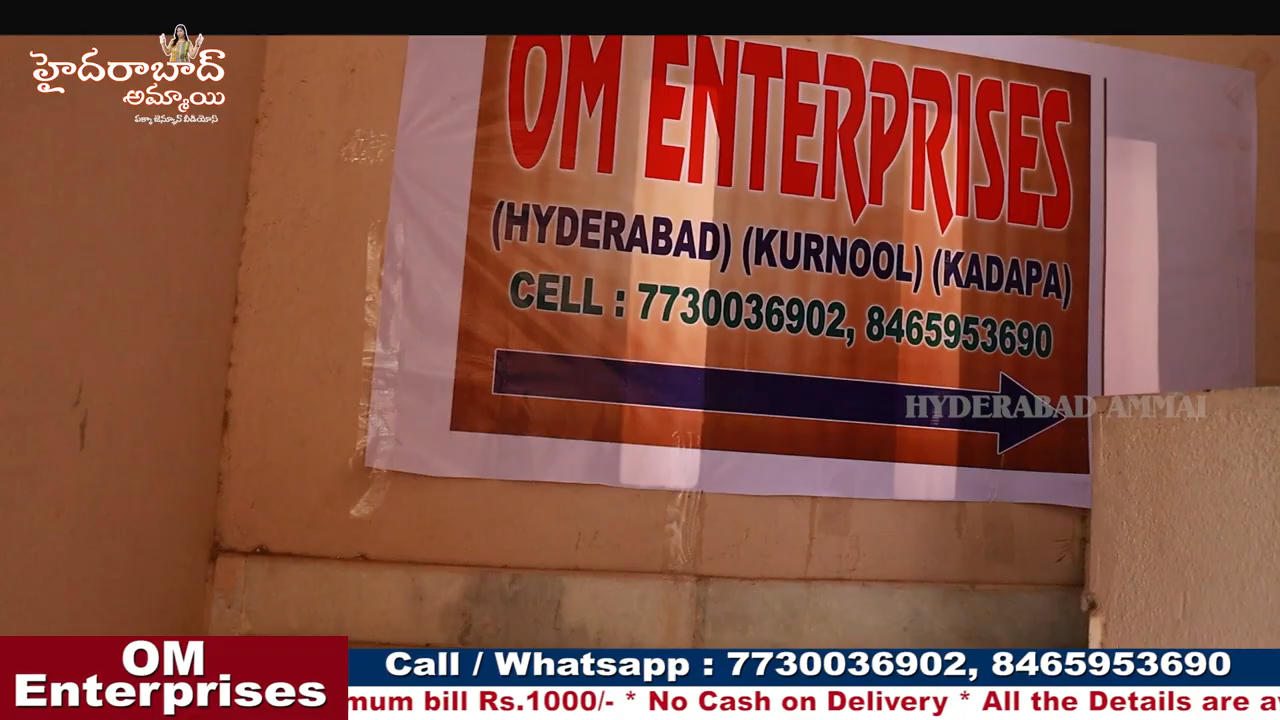 హైదరాబాద్
అమ్మాయి
పక్కా జెన్యూన్ వీడియోస్
OM ENTERPRISES
(HYDERABAD) (KURNOOL) (KADAPA)
CELL : 7730036902, 8465953690
HYDERABAD AMMAI
OM
Enterprises
Call / Whatsapp : 7730036902, 8465953690
mum bill Rs.1000/- * No Cash on Delivery * All the Details are a